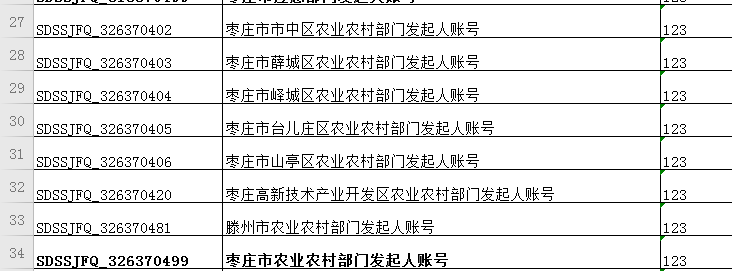 27 SDSSJFQ_326370402 枣庄市市中区农业农村部门发起人账号 123
28 SDSSJFQ_326370403 枣庄市薛城区农业农村部门发起人账号 123
29 SDSSJFQ_326370404 枣庄市峄城区农业农村部门发起人账号 123
30 SDSSJFQ_326370405 枣庄市台儿庄区农业农村部门发起人账号 123
31 SDSSJFQ_326370406 枣庄市山亭区农业农村部门发起人账号 123
32 SDSSJFQ_326370420 枣庄高新技术产业开发区农业农村部门发起人账号 123
33 SDSSJFQ_326370481 滕州市农业农村部门发起人账号 123
34 SDSSJFQ_326370499 枣庄市农业农村部门发起人账号 123